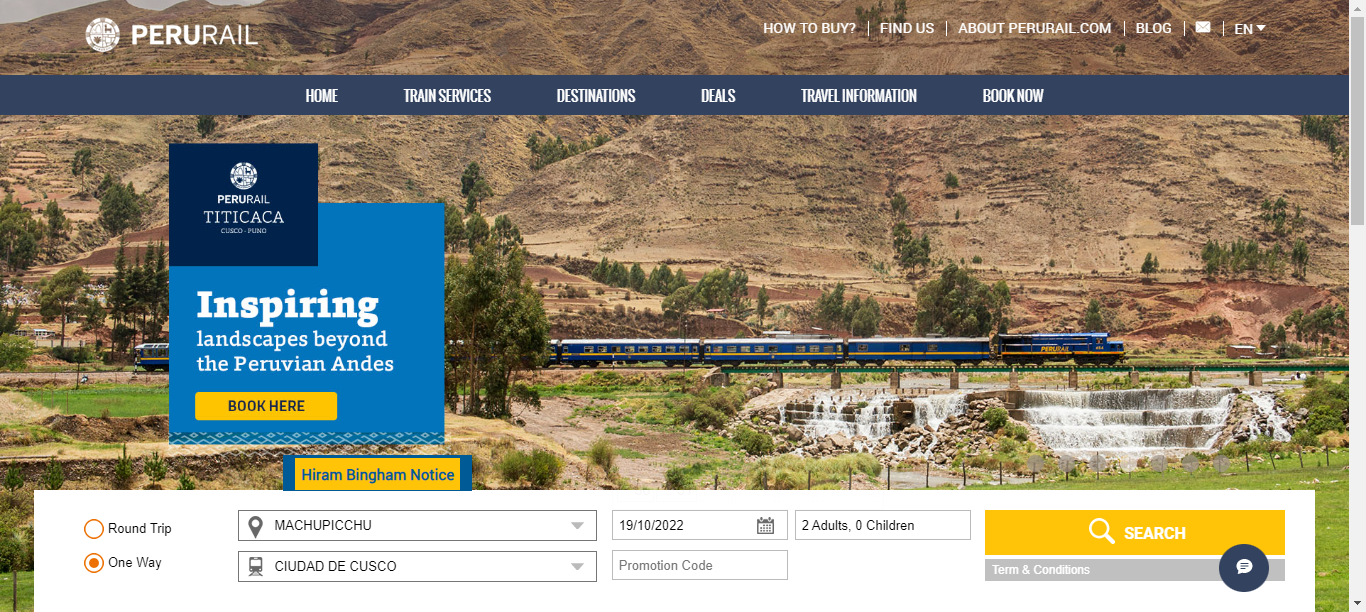 PERURAIL
HOW TO BUY?
FIND US
ABOUT PERURAIL.COM
BLOG
EN
HOME
TRAIN SERVICES
DESTINATIONS
DEALS
TRAVEL INFORMATION
BOOK NOW
PERURAIL
TITICACA
CUSCO - PUNO
Inspiring
landscapes beyond
the Peruvian Andes
BOOK HERE
PERURAIL
Hiram Bingham Notice
Round Trip
One Way
MACHUPICCHU
CIUDAD DE CUSCO
19/10/2022
2 Adults, 0 Children
Promotion Code
SEARCH
Term & Conditions